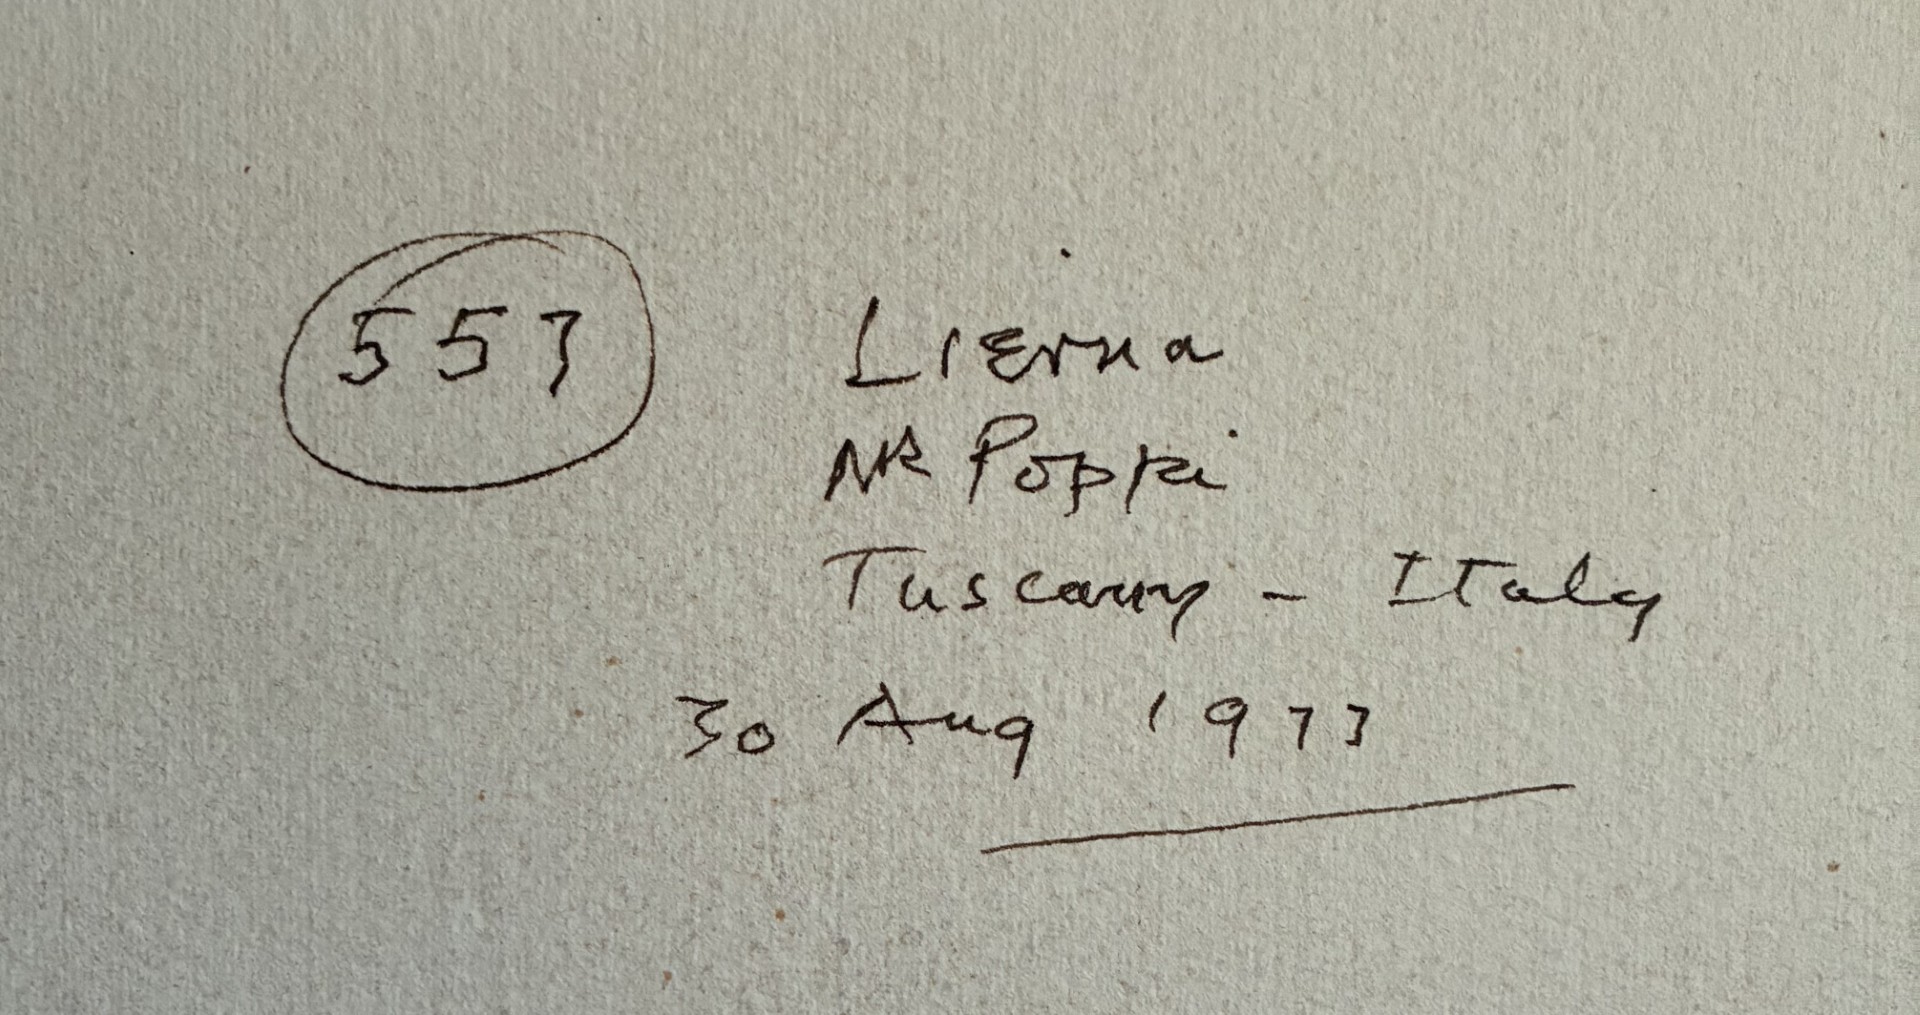 557 Lierna
NR Poppi
Tuscany - Italy
30 Aug 1977